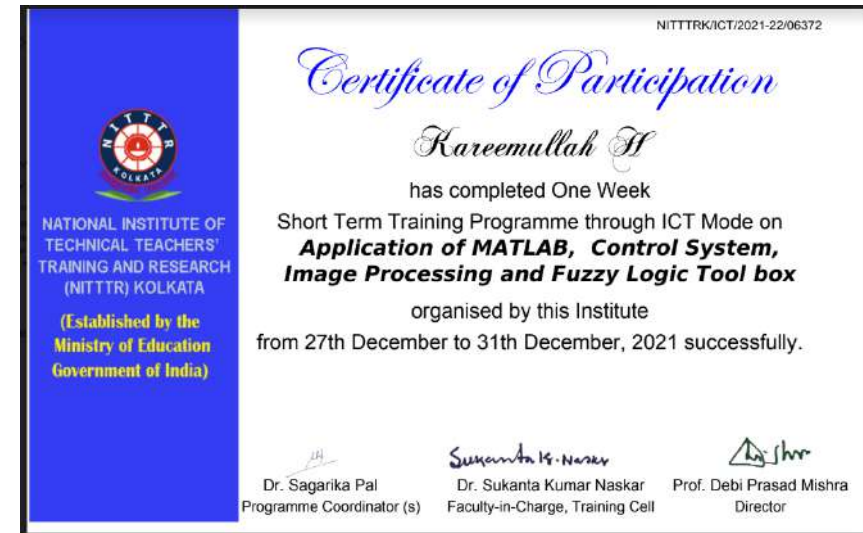 NITTTRK/ICT/2021-22/06372
Certificate of Participation
Kareemullah H
has completed One Week
Short Term Training Programme through ICT Mode on
Application of MATLAB, Control System,
Image Processing and Fuzzy Logic Tool box
organised by this Institute
from 27th December to 31th December, 2021 successfully.
NITTTR
KOLKATA
NATIONAL INSTITUTE OF
TECHNICAL TEACHERS'
TRAINING AND RESEARCH
(NITTTR) KOLKATA
(Established by the
Ministry of Education
Government of India)
Sukanta K. Naskar
Dr. Sagarika Pal
Programme Coordinator (s)
Dr. Sukanta Kumar Naskar
Faculty-in-Charge, Training Cell
Prof. Debi Prasad Mishra
Director